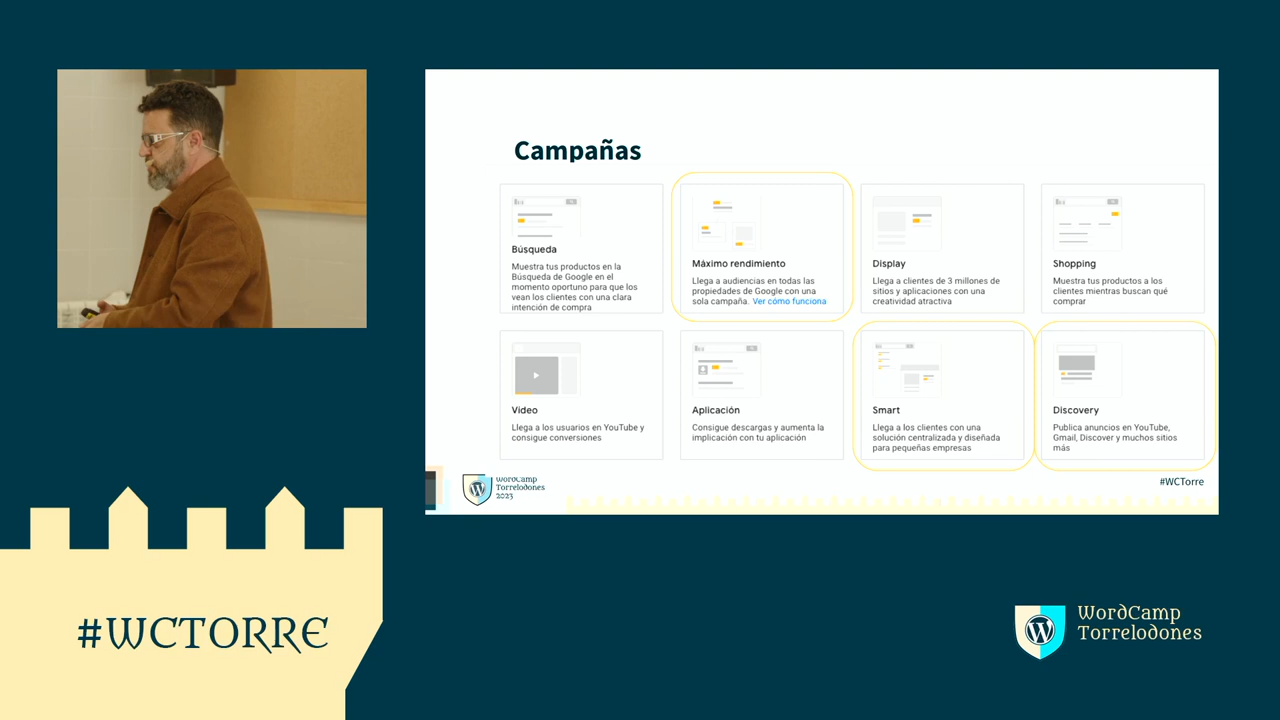 Campañas
Búsqueda
Muestra tus productos en la
Búsqueda de Google en el
momento oportuno para que los
vean los clientes con una clara
intención de compra
Máximo rendimiento
Llega a audiencias en todas las
propiedades de Google con una
sola campaña. Ver cómo funciona
Display
Llega a clientes de 3 millones de
sitios y aplicaciones con una
creatividad atractiva
Shopping
Muestra tus productos a los
clientes mientras buscan qué
comprar
Vídeo
Llega a los usuarios en YouTube y
consigue conversiones
Aplicación
Consigue descargas y aumenta la
implicación con tu aplicación
Smart
Llega a los clientes con una
solución centralizada y diseñada
para pequeñas empresas
Discovery
Publica anuncios en YouTube,
Gmail, Discover y muchos sitios
más
WordCamp
Torrelodones
2023
#WCTorre
#WCTORRE
WordCamp
Torrelodones